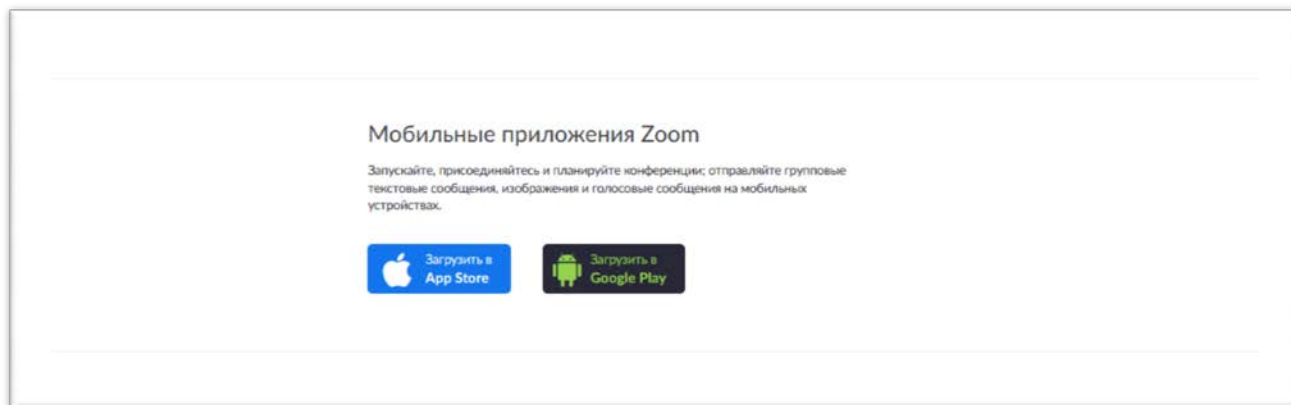 Мобильные приложения Zoom
Запускайте, присоединяйтесь и планируйте конференции; отправляйте групповые
текстовые сообщения, изображения и голосовые сообщения на мобильных
устройствах.
Загрузить в
App Store
Загрузить в
Google Play